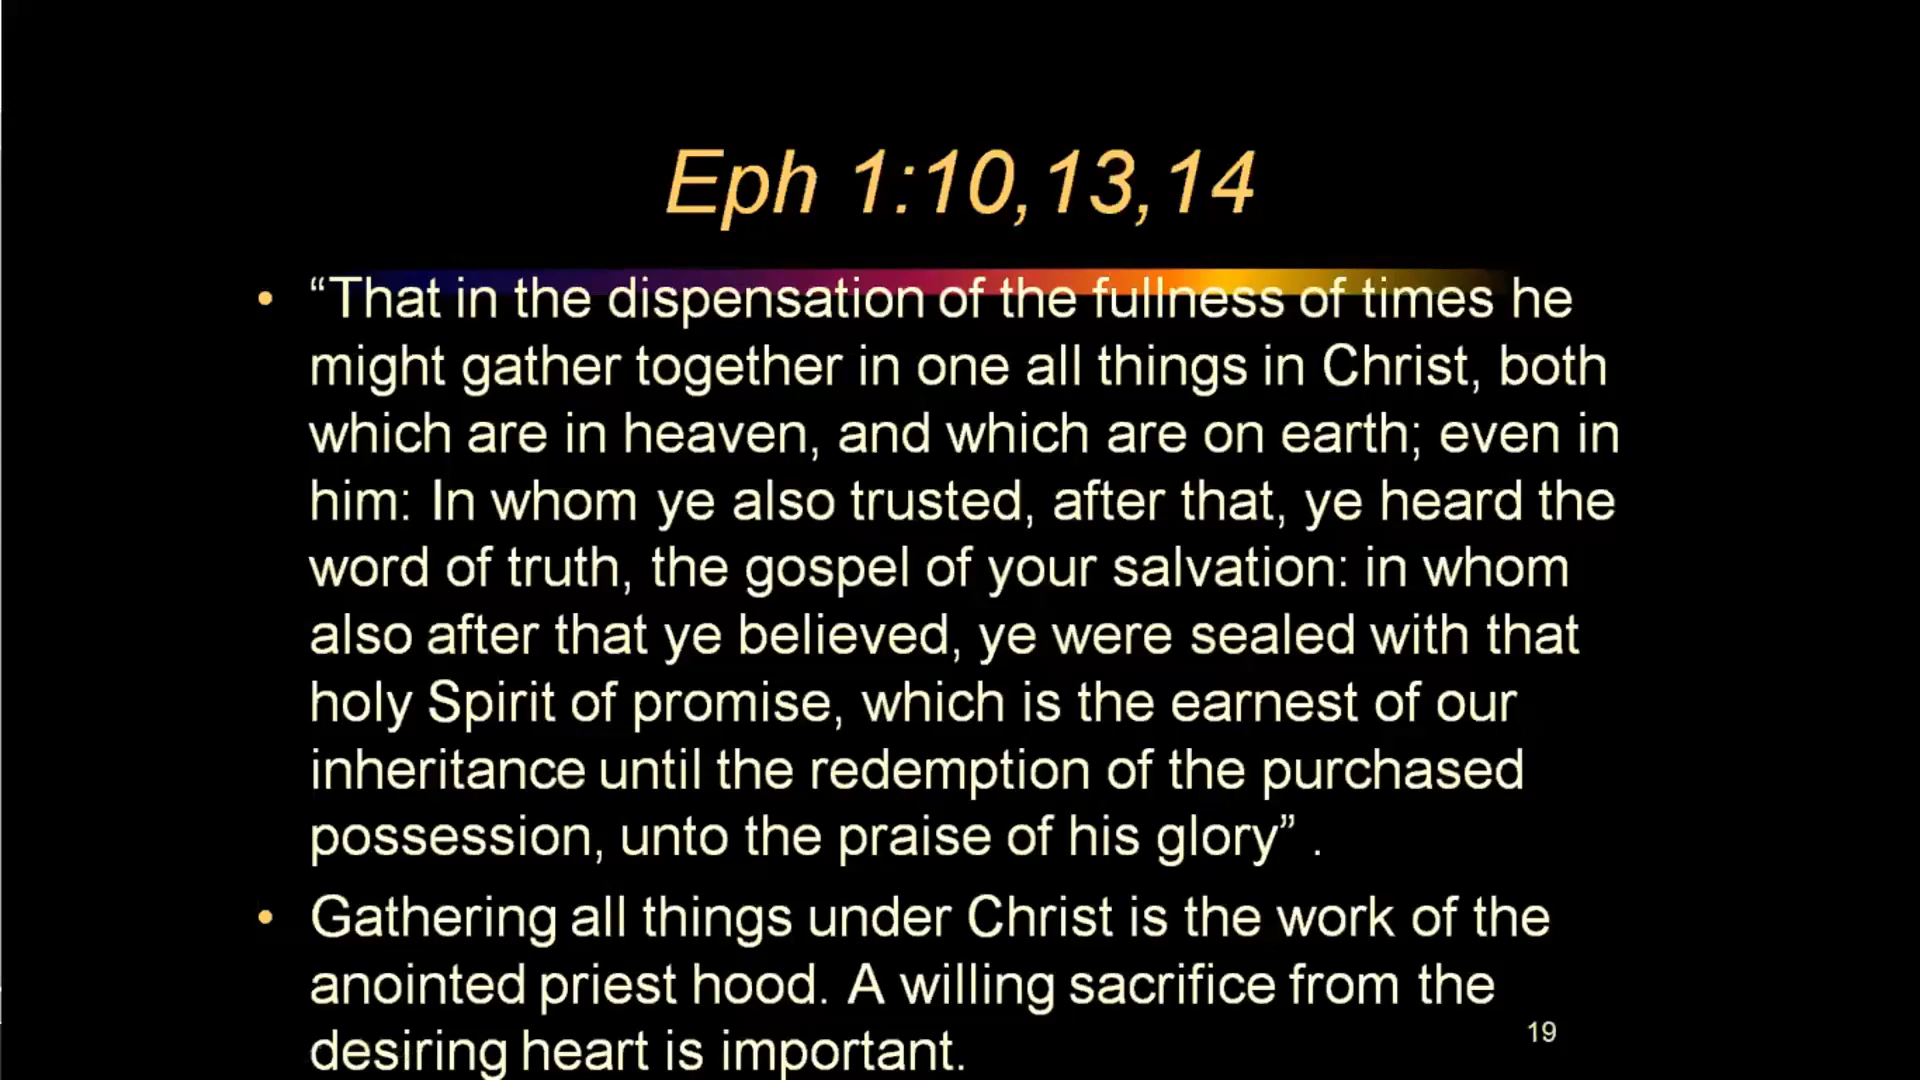 Eph 1:10,13,14
• “That in the dispensation of the fullness of times he
might gather together in one all things in Christ, both
which are in heaven, and which are on earth; even in
him: In whom ye also trusted, after that, ye heard the
word of truth, the gospel of your salvation: in whom
also after that ye believed, ye were sealed with that
holy Spirit of promise, which is the earnest of our
inheritance until the redemption of the purchased
possession, unto the praise of his glory” .
• Gathering all things under Christ is the work of the
anointed priest hood. A willing sacrifice from the
desiring heart is important.
19